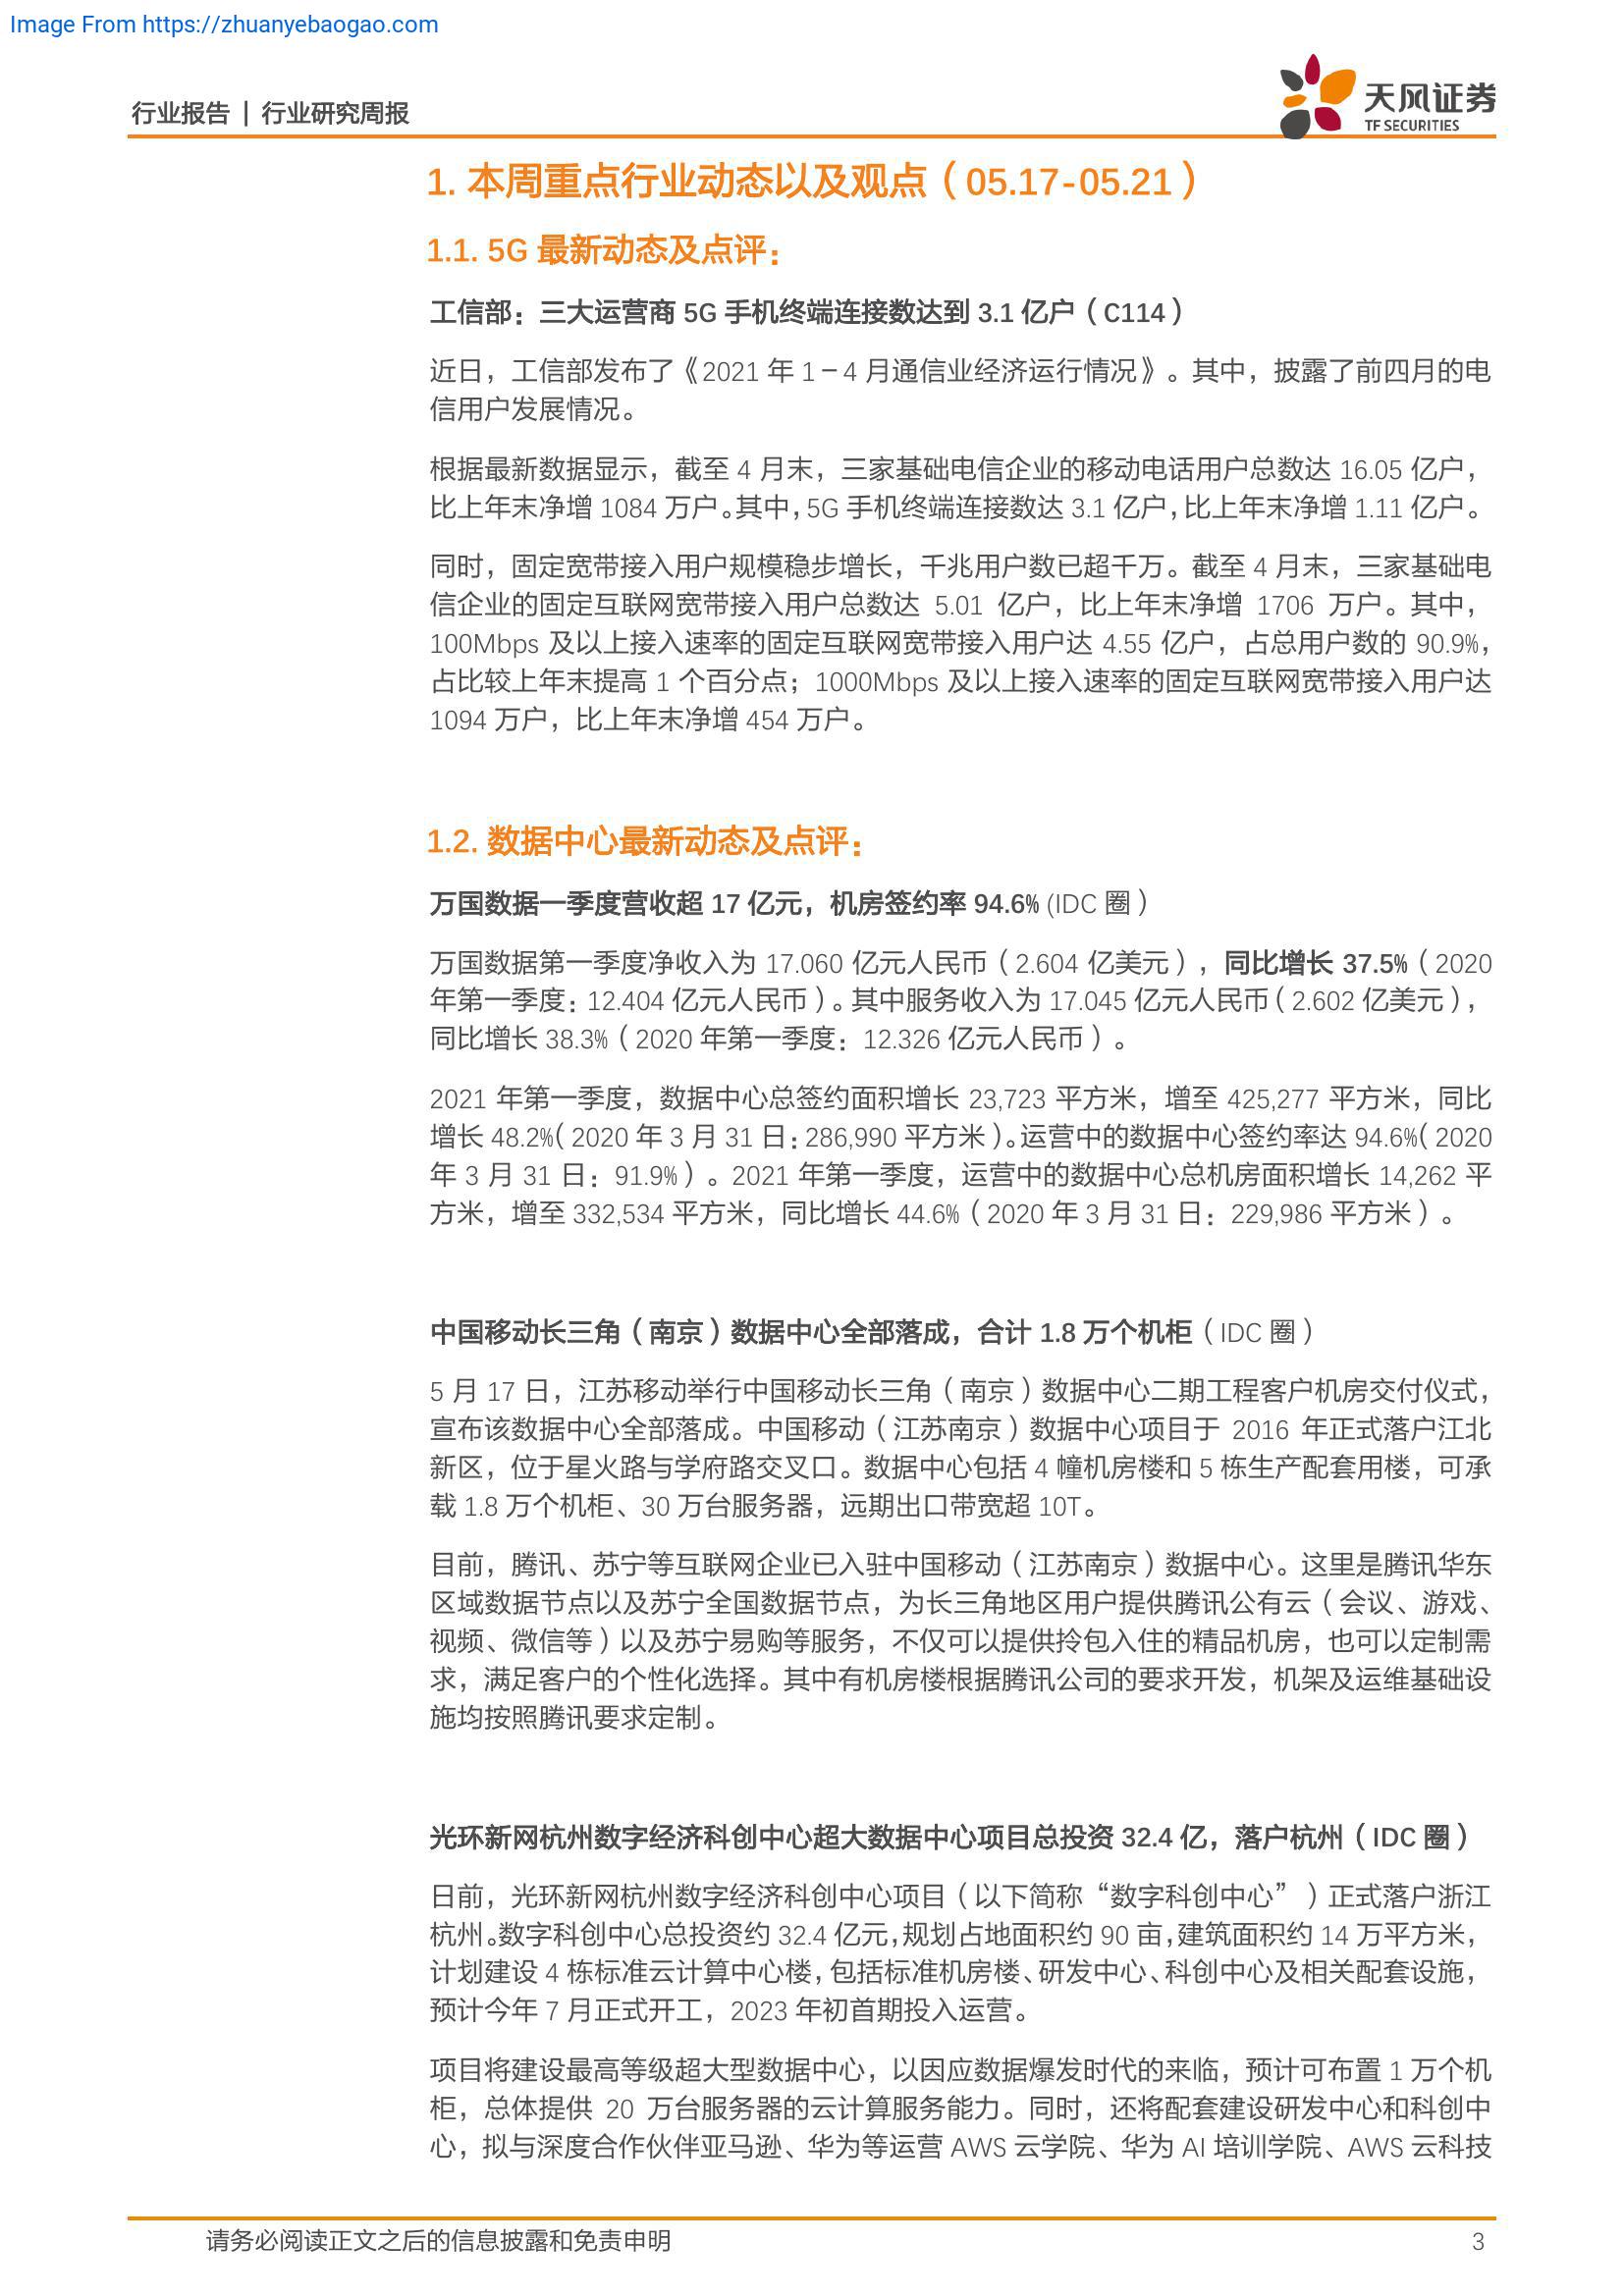 Image From https://zhuanyebaogao.com
行业报告 | 行业研究周报
天风证券
TF SECURITIES
1. 本周重点行业动态以及观点（05.17-05.21）
1.1. 5G 最新动态及点评：
工信部：三大运营商 5G 手机终端连接数达到 3.1 亿户（C114）
近日，工信部发布了《2021 年 1－4 月通信业经济运行情况》。其中，披露了前四月的电
信用户发展情况。
根据最新数据显示，截至 4 月末，三家基础电信企业的移动电话用户总数达 16.05 亿户，
比上年末净增 1084 万户。其中，5G 手机终端连接数达 3.1 亿户，比上年末净增 1.11 亿户。
同时，固定宽带接入用户规模稳步增长，千兆用户数已超千万。截至 4 月末，三家基础电
信企业的固定互联网宽带接入用户总数达 5.01 亿户，比上年末净增 1706 万户。其中，
100Mbps 及以上接入速率的固定互联网宽带接入用户达 4.55 亿户，占总用户数的 90.9%，
占比较上年末提高 1 个百分点；1000Mbps 及以上接入速率的固定互联网宽带接入用户达
1094 万户，比上年末净增 454 万户。
1.2. 数据中心最新动态及点评：
万国数据一季度营收超 17 亿元，机房签约率 94.6% (IDC 圈）
万国数据第一季度净收入为 17.060 亿元人民币（2.604 亿美元），同比增长 37.5%（2020
年第一季度：12.404 亿元人民币）。其中服务收入为 17.045 亿元人民币（2.602 亿美元），
同比增长 38.3%（2020 年第一季度：12.326 亿元人民币）。
2021 年第一季度，数据中心总签约面积增长 23,723 平方米，增至 425,277 平方米，同比
增长 48.2%（2020 年 3 月 31 日：286,990 平方米）。运营中的数据中心签约率达 94.6%（2020
年 3 月 31 日：91.9%）。2021 年第一季度，运营中的数据中心总机房面积增长 14,262 平
方米，增至 332,534 平方米，同比增长 44.6%（2020 年 3 月 31 日：229,986 平方米）。
中国移动长三角（南京）数据中心全部落成，合计 1.8 万个机柜（IDC 圈）
5 月 17 日，江苏移动举行中国移动长三角（南京）数据中心二期工程客户机房交付仪式，
宣布该数据中心全部落成。中国移动（江苏南京）数据中心项目于 2016 年正式落户江北
新区，位于星火路与学府路交叉口。数据中心包括 4 幢机房楼和 5 栋生产配套用楼，可承
载 1.8 万个机柜、30 万台服务器，远期出口带宽超 10T。
目前，腾讯、苏宁等互联网企业已入驻中国移动（江苏南京）数据中心。这里是腾讯华东
区域数据节点以及苏宁全国数据节点，为长三角地区用户提供腾讯公有云（会议、游戏、
视频、微信等）以及苏宁易购等服务，不仅可以提供拎包入住的精品机房，也可以定制需
求，满足客户的个性化选择。其中有机房楼根据腾讯公司的要求开发，机架及运维基础设
施均按照腾讯要求定制。
光环新网杭州数字经济科创中心超大数据中心项目总投资 32.4 亿，落户杭州（IDC 圈）
日前，光环新网杭州数字经济科创中心项目（以下简称“数字科创中心”）正式落户浙江
杭州。数字科创中心总投资约 32.4 亿元，规划占地面积约 90 亩，建筑面积约 14 万平方米，
计划建设 4 栋标准云计算中心楼，包括标准机房楼、研发中心、科创中心及相关配套设施，
预计今年 7 月正式开工，2023 年初首期投入运营。
项目将建设最高等级超大型数据中心，以因应数据爆发时代的来临，预计可布置 1 万个机
柜，总体提供 20 万台服务器的云计算服务能力。同时，还将配套建设研发中心和科创中
心，拟与深度合作伙伴亚马逊、华为等运营 AWS 云学院、华为 AI 培训学院、AWS 云科技
请务必阅读正文之后的信息披露和免责申明
3